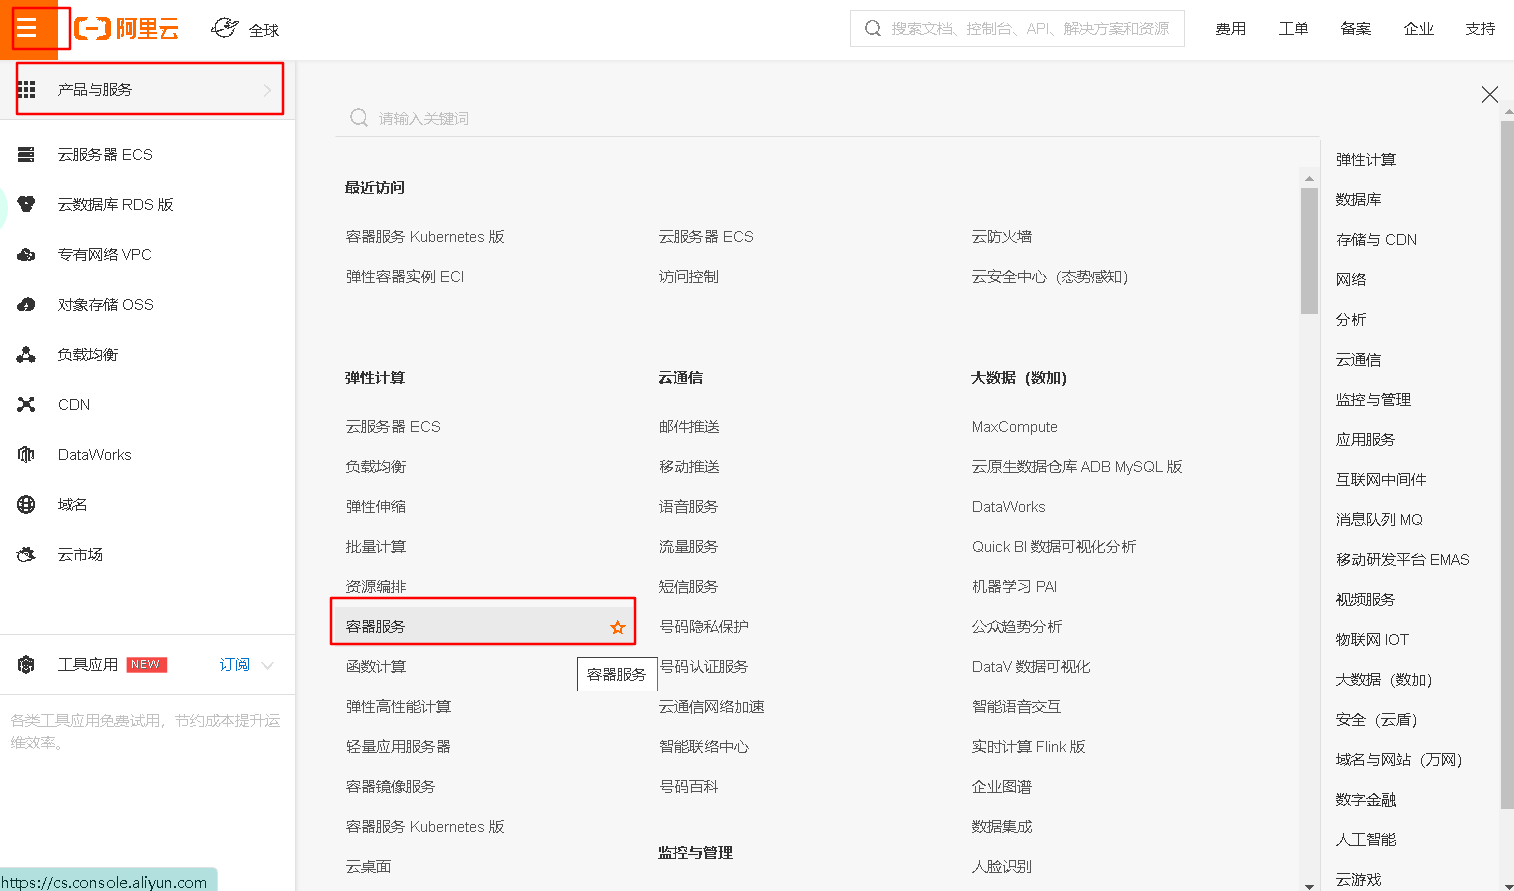 阿里云
全球
搜索文档、控制台、API、解决方案和资源
费用
工单
备案
企业
支持
产品与服务
云服务器 ECS
云数据库 RDS 版
专有网络 VPC
对象存储 OSS
负载均衡
CDN
DataWorks
域名
云市场
工具应用 NEW 订阅
各类工具应用免费试用，节约成本提升运
维效率。
https://cs.console.aliyun.com
请输入关键词
最近访问
容器服务 Kubernetes 版
云服务器 ECS
云防火墙
弹性容器实例 ECI
访问控制
云安全中心（态势感知）
弹性计算
云服务器 ECS
负载均衡
弹性伸缩
批量计算
资源编排
容器服务
函数计算
弹性高性能计算
轻量应用服务器
容器镜像服务
容器服务 Kubernetes 版
云桌面
容器服务
云通信
邮件推送
移动推送
语音服务
流量服务
短信服务
号码隐私保护
号码认证服务
云通信网络加速
智能联络中心
号码百科
监控与管理
大数据（数加）
MaxCompute
云原生数据仓库 ADB MySQL 版
DataWorks
Quick BI 数据可视化分析
机器学习 PAI
公众趋势分析
DataV 数据可视化
智能语音交互
实时计算 Flink 版
企业图谱
数据集成
人脸识别
弹性计算
数据库
存储与 CDN
网络
分析
云通信
监控与管理
应用服务
互联网中间件
消息队列 MQ
移动研发平台 EMAS
视频服务
物联网 IOT
大数据（数加）
安全（云盾）
域名与网站（万网）
数字金融
人工智能
云游戏